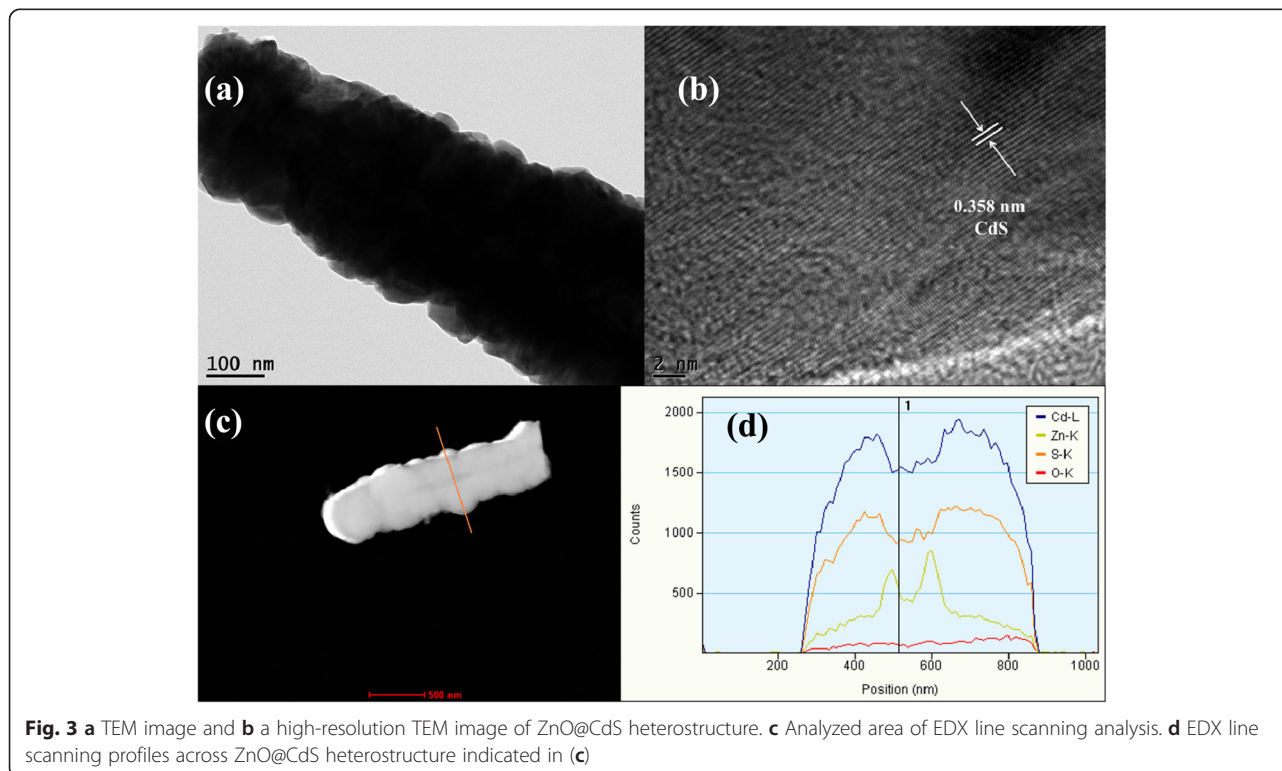 (a)
100 nm
(b)
0.358 nm
CdS
2 nm
(c)
500 nm
(d)
1
Cd-L
Zn-K
S-K
O-K
2000
1500
1000
500
Counts
200
400
600
800
1000
Position (nm)
Fig. 3 a TEM image and b a high-resolution TEM image of ZnO@CdS heterostructure. c Analyzed area of EDX line scanning analysis. d EDX line
scanning profiles across ZnO@CdS heterostructure indicated in (c)